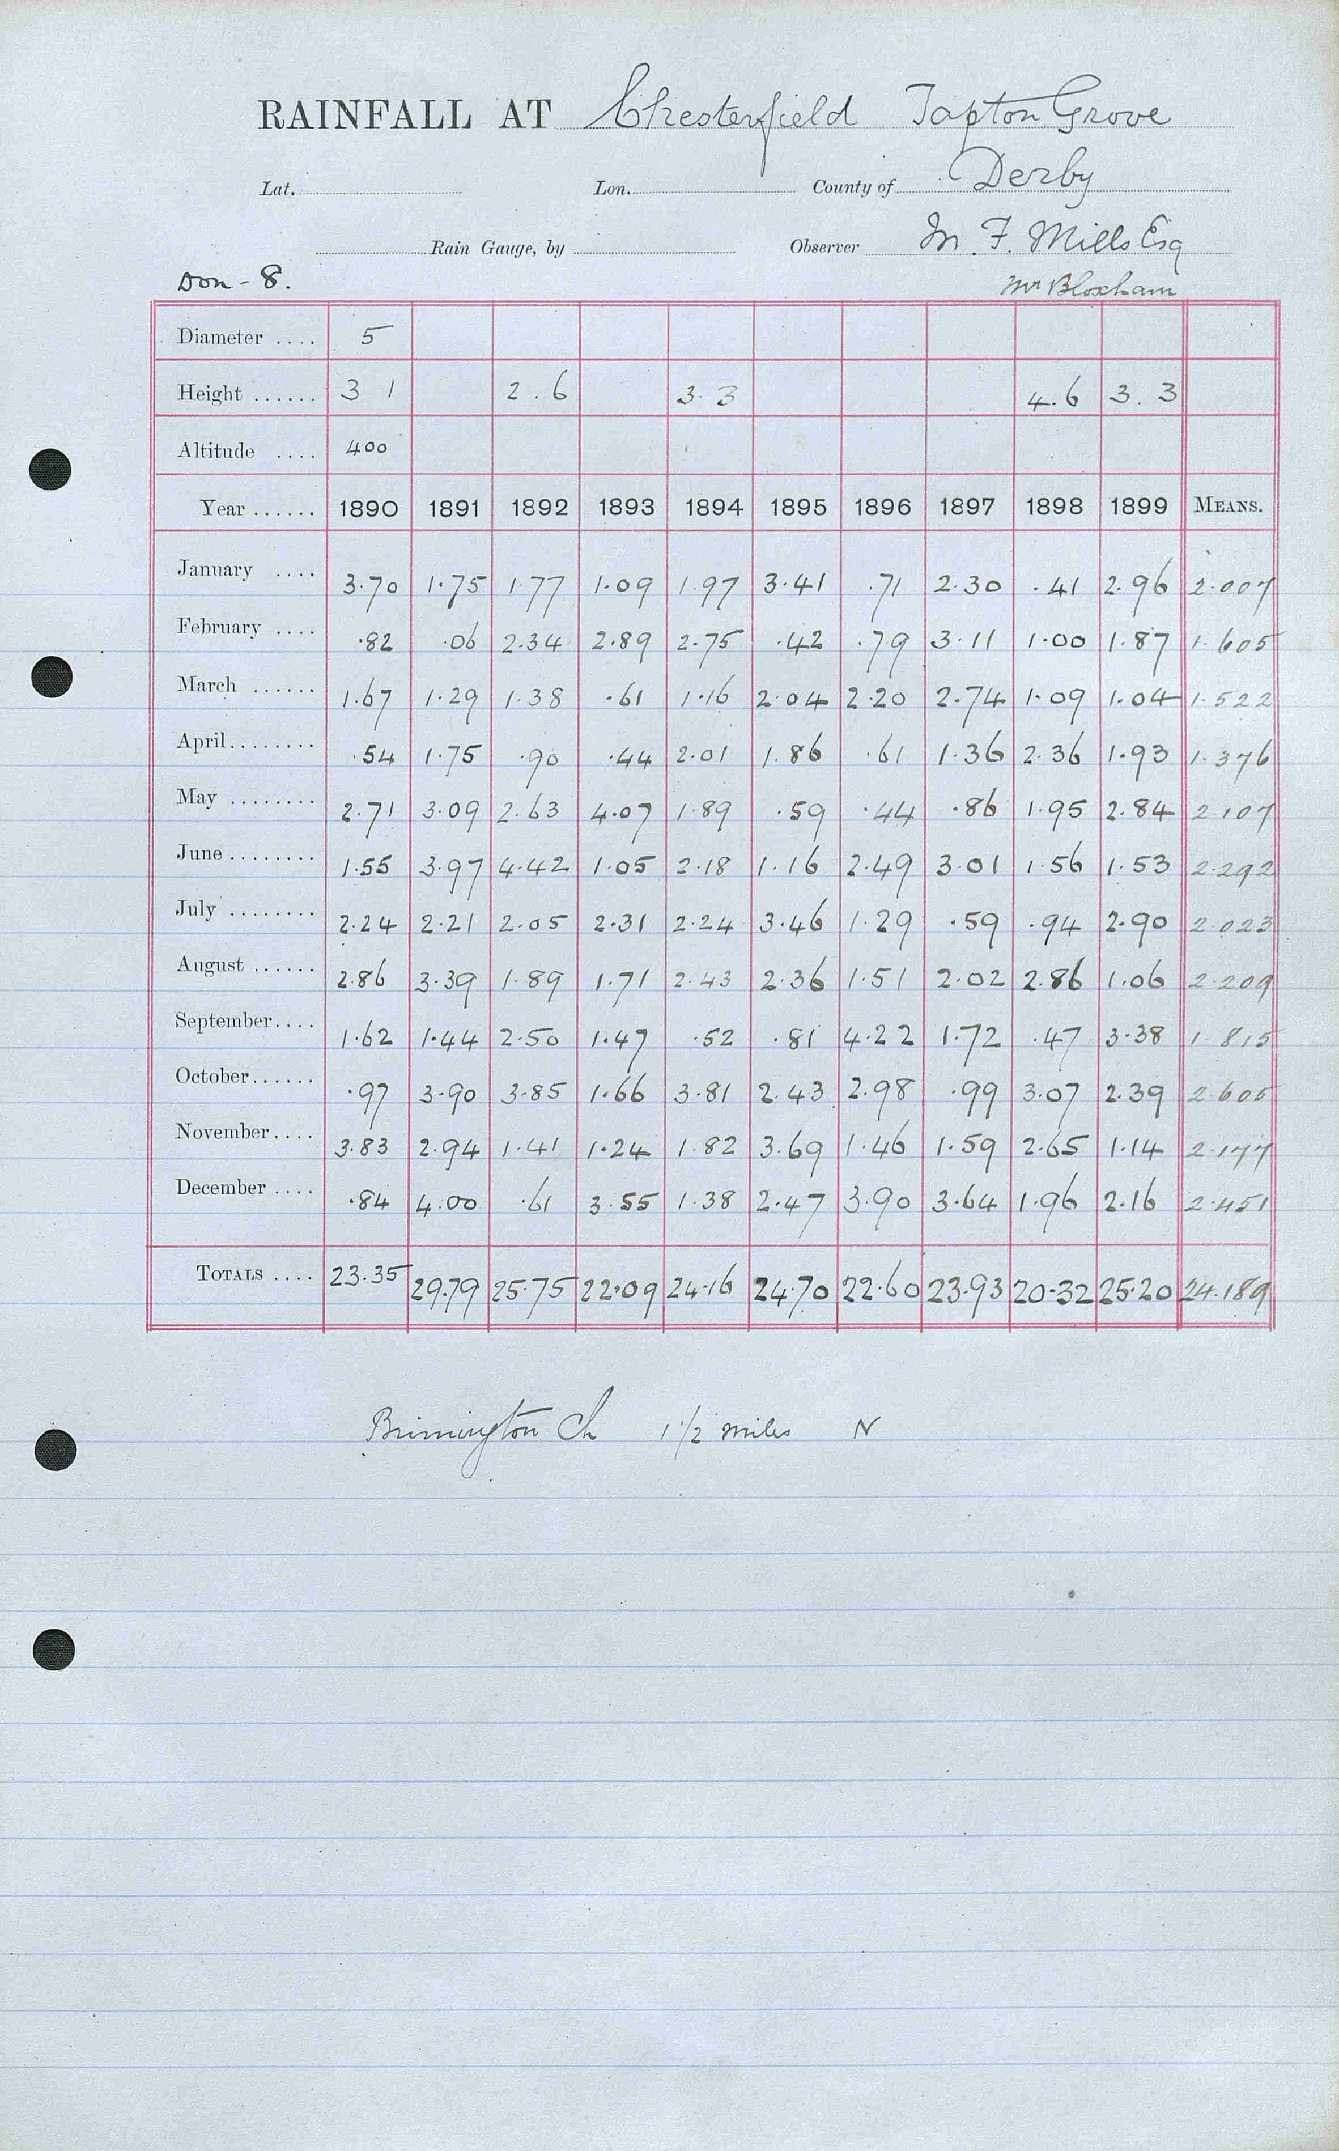 RAINFALL AT Chesterfield Tapton Grove
Lat. Lon. County of Derby
Rain Gauge, by Observer M. F. Mills Esq
Don - 8. Mr Bloxham
Diameter .... 5
Height ...... 3 1 2.6 3.3 4.6 3.3
Altitude .... 400
Year ...... 1890 1891 1892 1893 1894 1895 1896 1897 1898 1899 MEANS.
January .... 3.70 1.75 1.77 1.09 1.97 3.41 .71 2.30 .41 2.96 2.007
February .... .82 .06 2.34 2.89 2.75 .42 .79 3.11 1.00 1.87 1.605
March ...... 1.67 1.29 1.38 .61 1.16 2.04 2.20 2.74 1.09 1.04 1.522
April........ .54 1.75 .90 .44 2.01 1.86 .61 1.36 2.36 1.93 1.376
May ........ 2.71 3.09 2.63 4.07 1.89 .59 .44 .86 1.95 2.84 2.107
June ........ 1.55 3.97 4.42 1.05 2.18 1.16 2.49 3.01 1.56 1.53 2.292
July ........ 2.24 2.21 2.05 2.31 2.24 3.46 1.29 .59 .94 2.90 2.023
August ...... 2.86 3.39 1.89 1.71 2.43 2.36 1.51 2.02 2.86 1.06 2.209
September.... 1.62 1.44 2.50 1.47 .52 .81 4.22 1.72 .47 3.38 1.815
October...... .97 3.90 3.85 1.66 3.81 2.43 2.98 .99 3.07 2.39 2.605
November.... 3.83 2.94 1.41 1.24 1.82 3.69 1.46 1.59 2.65 1.14 2.177
December .... .84 4.00 .61 3.55 1.38 2.47 3.90 3.64 1.96 2.16 2.451
TOTALS .... 23.35 29.79 25.75 22.09 24.16 24.70 22.60 23.93 20.32 25.20 24.189
Brimington Ch 1 1/2 miles N